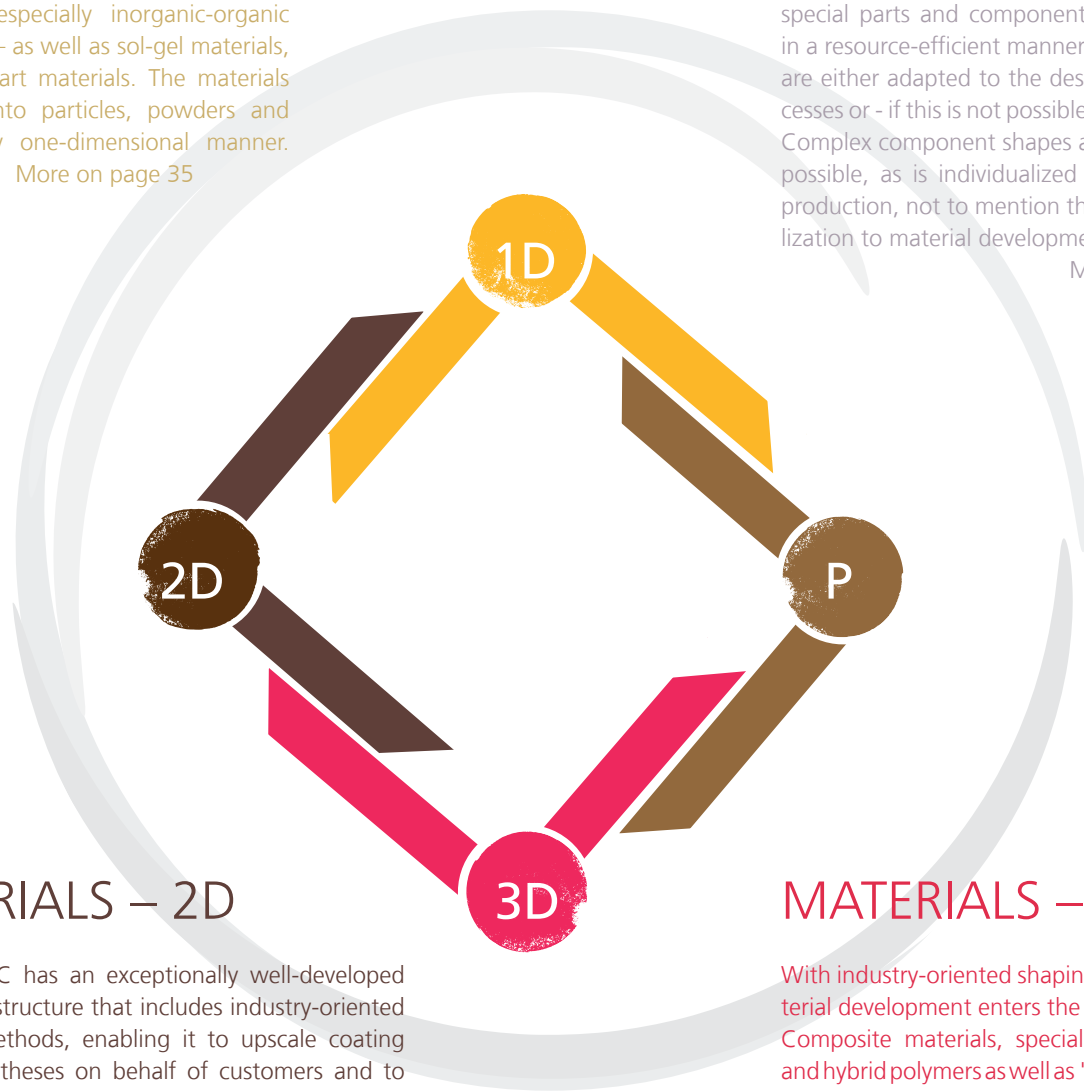 especially inorganic-organic
– as well as sol-gel materials,
art materials. The materials
nto particles, powders and
y one-dimensional manner.
More on page 35
special parts and component
in a resource-efficient manner
are either adapted to the des
cesses or - if this is not possible
Complex component shapes a
possible, as is individualized
production, not to mention th
lization to material developme
M
1D
2D
P
3D
RIALS – 2D
C has an exceptionally well-developed
structure that includes industry-oriented
ethods, enabling it to upscale coating
theses on behalf of customers and to
MATERIALS –
With industry-oriented shapin
terial development enters the
Composite materials, special
and hybrid polymers as well as